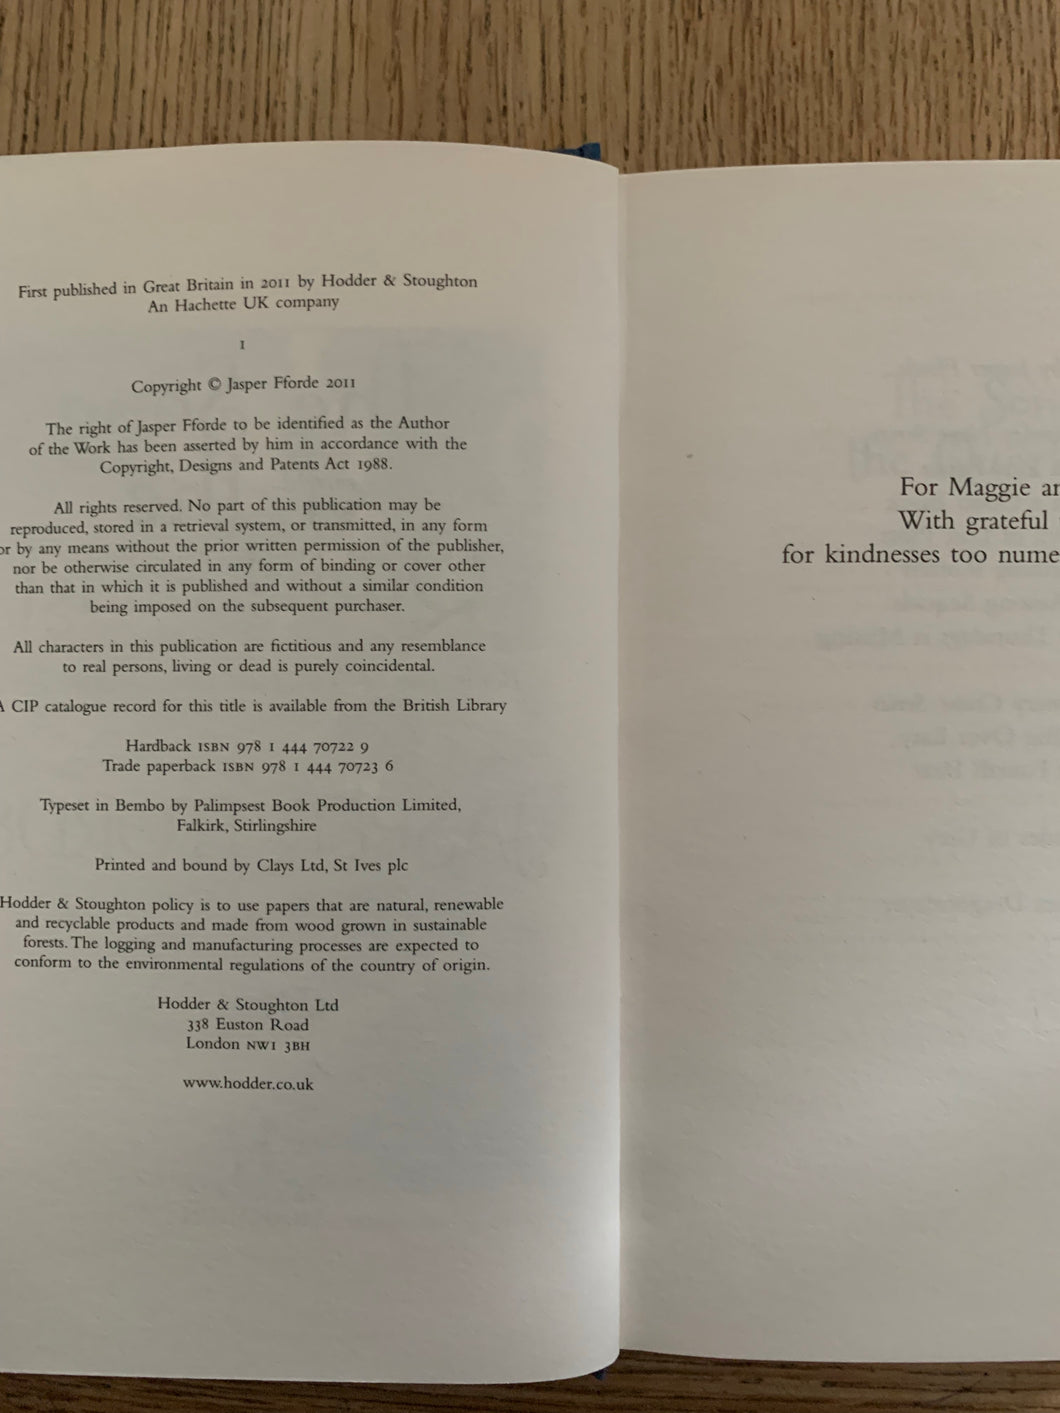 First published in Great Britain in 2011 by Hodder & Stoughton
An Hachette UK company
1
Copyright © Jasper Fforde 2011
The right of Jasper Fforde to be identified as the Author
of the Work has been asserted by him in accordance with the
Copyright, Designs and Patents Act 1988.
All rights reserved. No part of this publication may be
reproduced, stored in a retrieval system, or transmitted, in any form
or by any means without the prior written permission of the publisher,
nor be otherwise circulated in any form of binding or cover other
than that in which it is published and without a similar condition
being imposed on the subsequent purchaser.
All characters in this publication are fictitious and any resemblance
to real persons, living or dead is purely coincidental.
A CIP catalogue record for this title is available from the British Library
Hardback ISBN 978 1 444 70722 9
Trade paperback ISBN 978 1 444 70723 6
Typeset in Bembo by Palimpsest Book Production Limited,
Falkirk, Stirlingshire
Printed and bound by Clays Ltd, St Ives plc
Hodder & Stoughton policy is to use papers that are natural, renewable
and recyclable products and made from wood grown in sustainable
forests. The logging and manufacturing processes are expected to
conform to the environmental regulations of the country of origin.
Hodder & Stoughton Ltd
338 Euston Road
London NW1 3BH
www.hodder.co.uk
For Maggie
With grateful
for kindnesses too